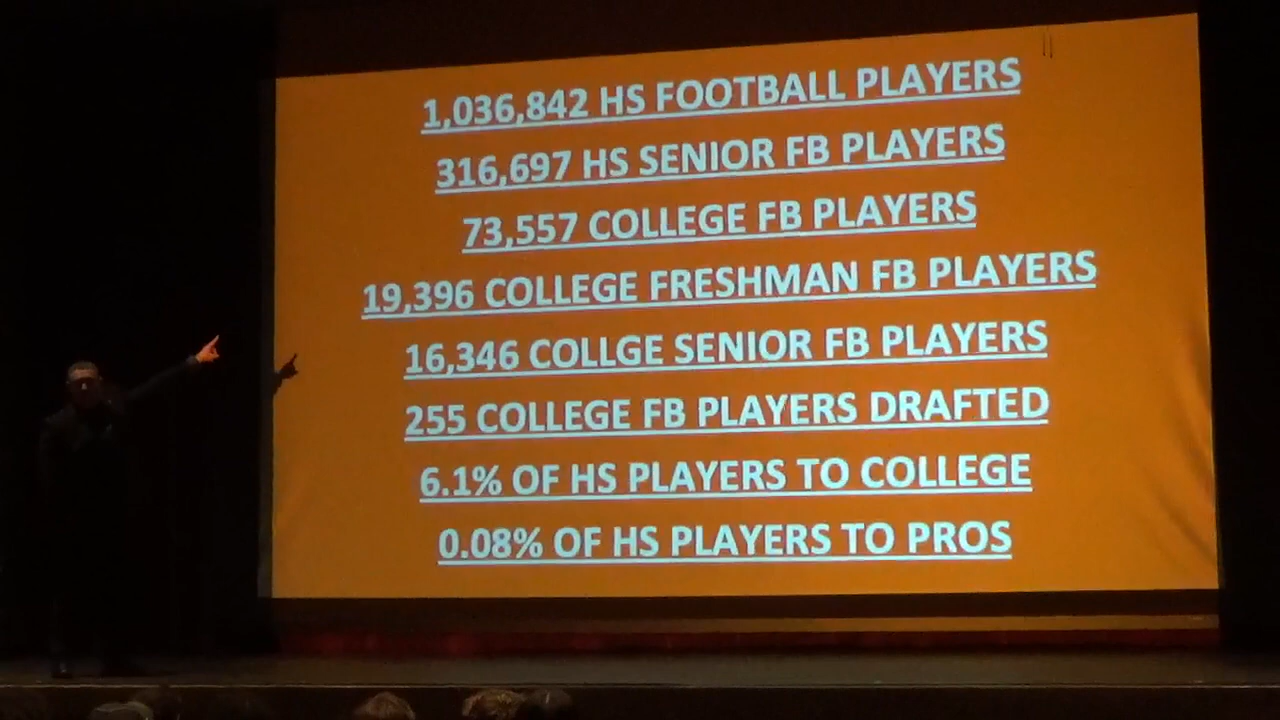 1,036,842 HS FOOTBALL PLAYERS
316,697 HS SENIOR FB PLAYERS
73,557 COLLEGE FB PLAYERS
19,396 COLLEGE FRESHMAN FB PLAYERS
16,346 COLLGE SENIOR FB PLAYERS
255 COLLEGE FB PLAYERS DRAFTED
6.1% OF HS PLAYERS TO COLLEGE
0.08% OF HS PLAYERS TO PROS